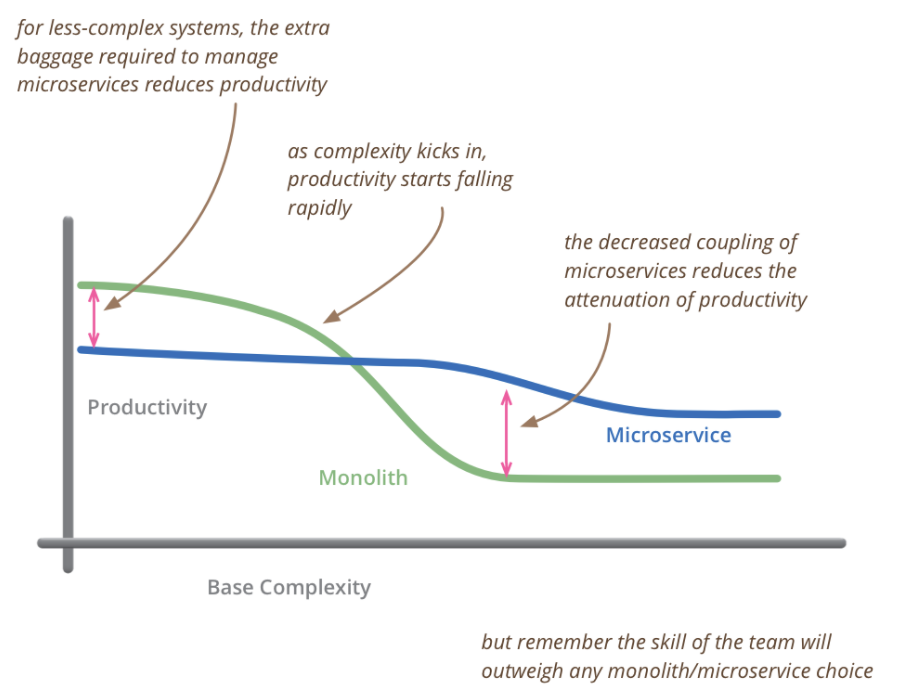 for less-complex systems, the extra
baggage required to manage
microservices reduces productivity
as complexity kicks in,
productivity starts falling
rapidly
the decreased coupling of
microservices reduces the
attenuation of productivity
Productivity
Microservice
Monolith
Base Complexity
but remember the skill of the team will
outweigh any monolith/microservice choice